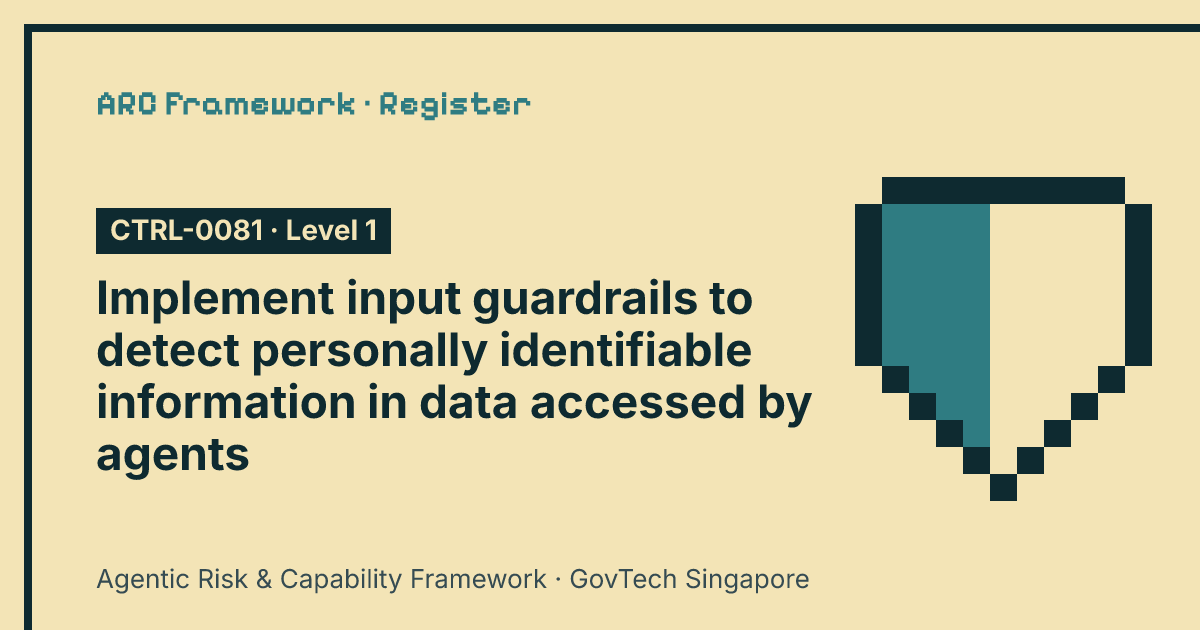 ARC Framework · Register
CTRL-0081 · Level 1
Implement input guardrails to
detect personally identifiable
information in data accessed by
agents
Agentic Risk & Capability Framework · GovTech Singapore